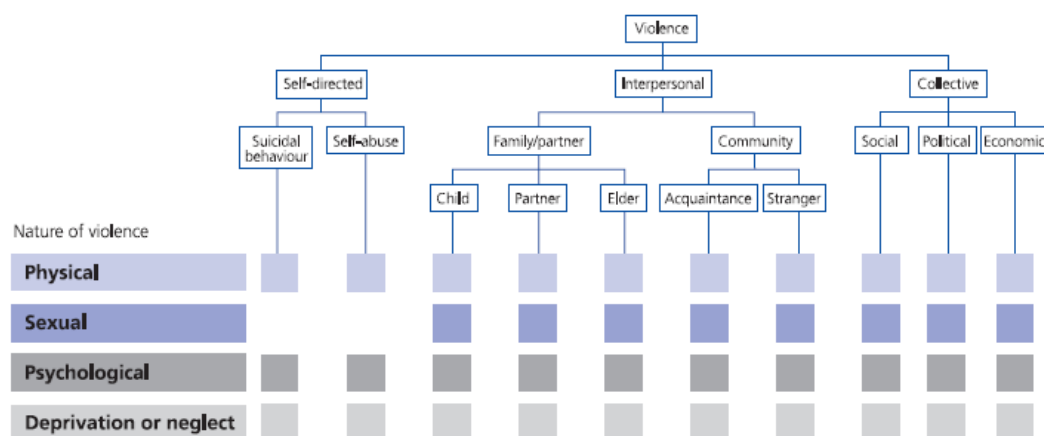 Violence
Self-directed
Interpersonal
Collective
Suicidal
behaviour
Self-abuse
Family/partner
Community
Social
Political
Economic
Child
Partner
Elder
Acquaintance
Stranger
Nature of violence
Physical
Sexual
Psychological
Deprivation or neglect